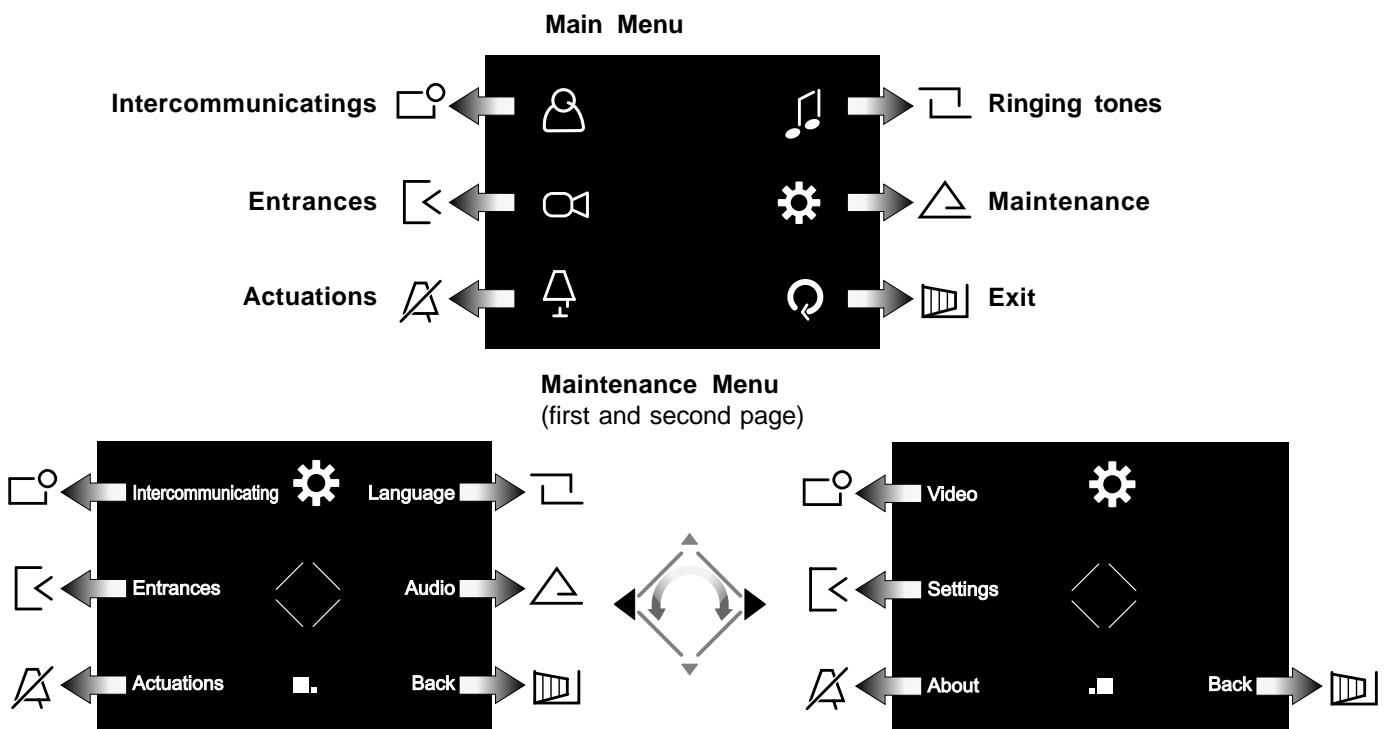 Main Menu
Intercommunicatings
Ringing tones
Entrances
Maintenance
Actuations
Exit
Maintenance Menu
(first and second page)
Intercommunicating
Language
Entrances
Audio
Actuations
Back
Video
Settings
About
Back